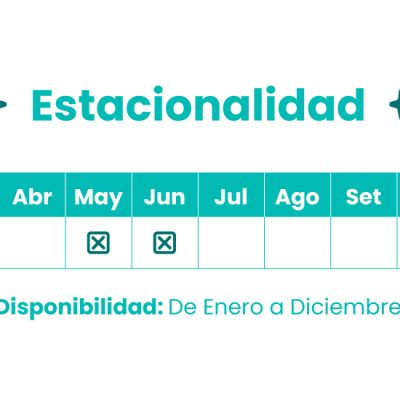 Estacionalidad
Abr May Jun Jul Ago Set
Disponibilidad: De Enero a Diciembre